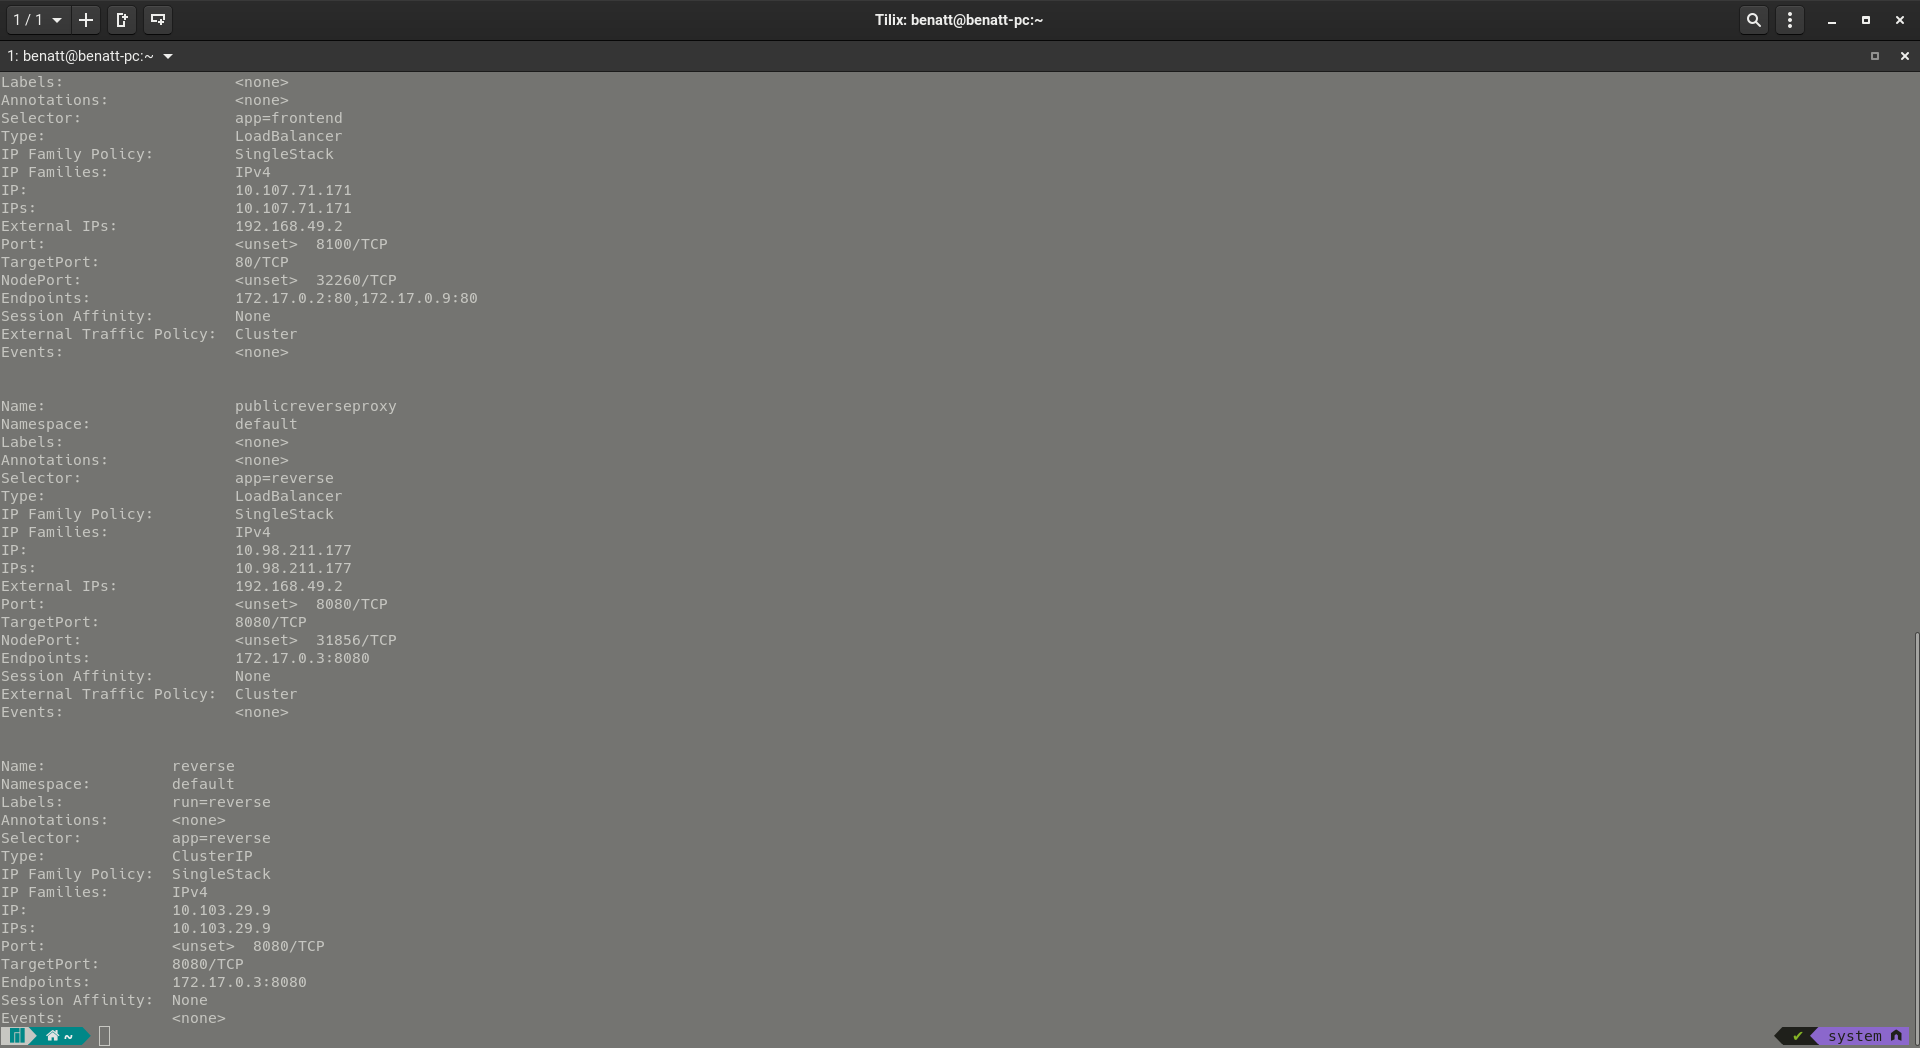 1 / 1
Tilix: benatt@benatt-pc:~
1: benatt@benatt-pc:~
Labels:                   <none>
Annotations:              <none>
Selector:                 app=frontend
Type:                     LoadBalancer
IP Family Policy:         SingleStack
IP Families:              IPv4
IP:                       10.107.71.171
IPs:                      10.107.71.171
External IPs:             192.168.49.2
Port:                     <unset>  8100/TCP
TargetPort:               80/TCP
NodePort:                 <unset>  32260/TCP
Endpoints:                172.17.0.2:80,172.17.0.9:80
Session Affinity:         None
External Traffic Policy:  Cluster
Events:                   <none>
Name:                     publicreverseproxy
Namespace:                default
Labels:                   <none>
Annotations:              <none>
Selector:                 app=reverse
Type:                     LoadBalancer
IP Family Policy:         SingleStack
IP Families:              IPv4
IP:                       10.98.211.177
IPs:                      10.98.211.177
External IPs:             192.168.49.2
Port:                     <unset>  8080/TCP
TargetPort:               8080/TCP
NodePort:                 <unset>  31856/TCP
Endpoints:                172.17.0.3:8080
Session Affinity:         None
External Traffic Policy:  Cluster
Events:                   <none>
Name:              reverse
Namespace:         default
Labels:            run=reverse
Annotations:       <none>
Selector:          app=reverse
Type:              ClusterIP
IP Family Policy:  SingleStack
IP Families:       IPv4
IP:                10.103.29.9
IPs:               10.103.29.9
Port:              <unset>  8080/TCP
TargetPort:        8080/TCP
Endpoints:         172.17.0.3:8080
Session Affinity:  None
Events:            <none>
~ ✔ system